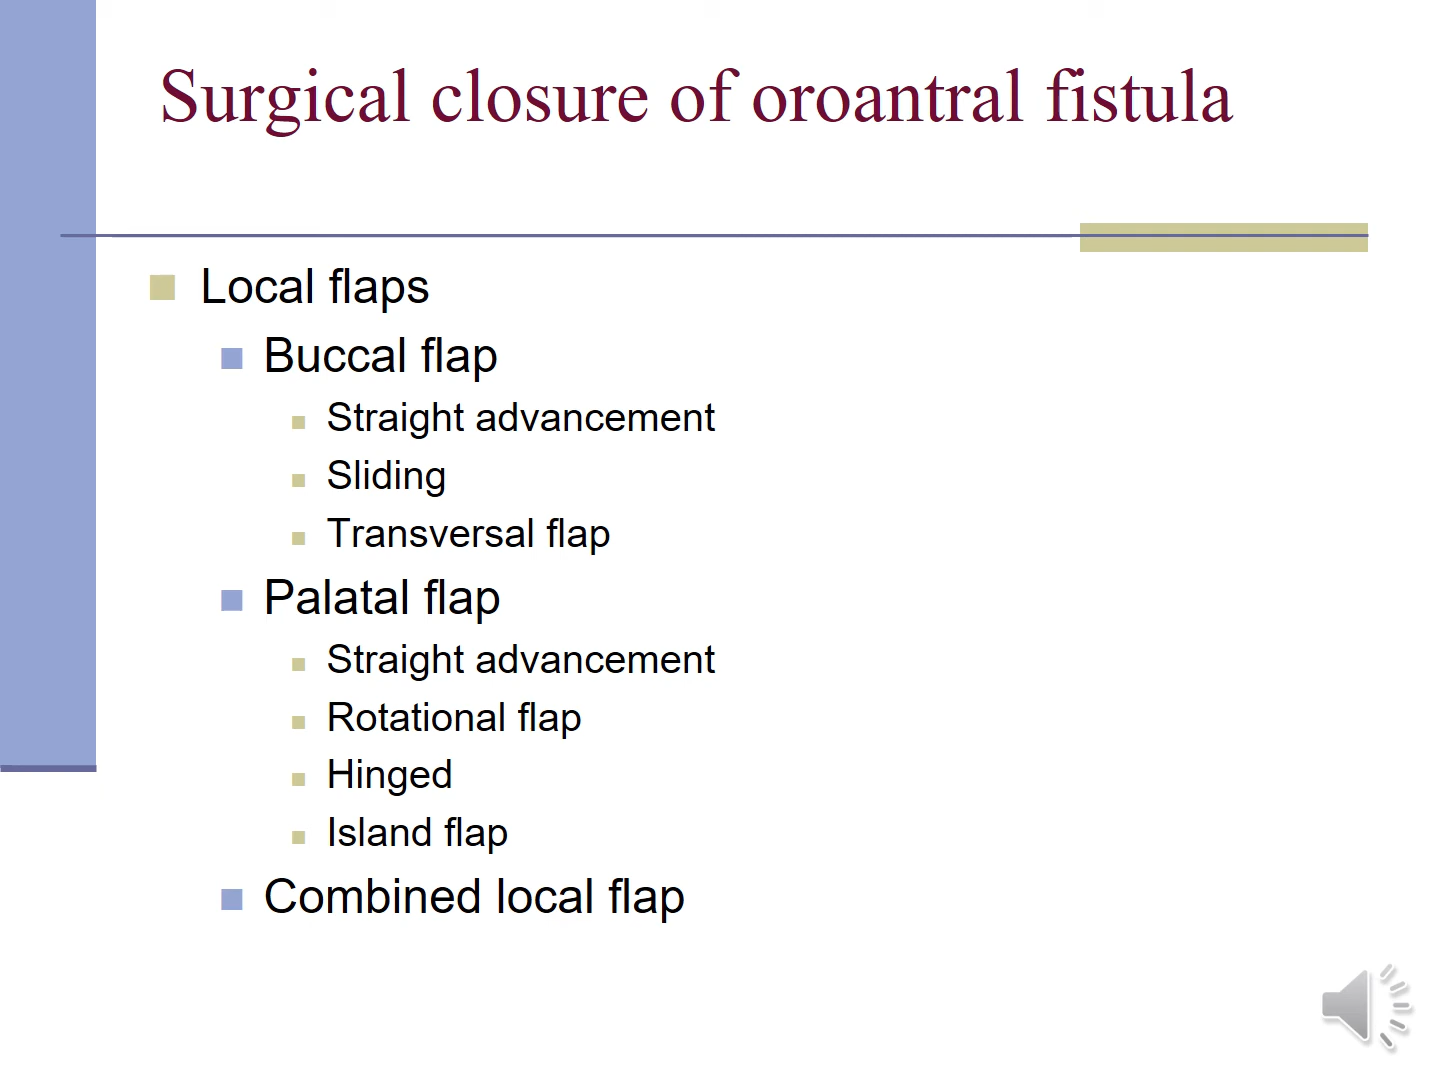 Surgical closure of oroantral fistula
Local flaps
Buccal flap
Straight advancement
Sliding
Transversal flap
Palatal flap
Straight advancement
Rotational flap
Hinged
Island flap
Combined local flap